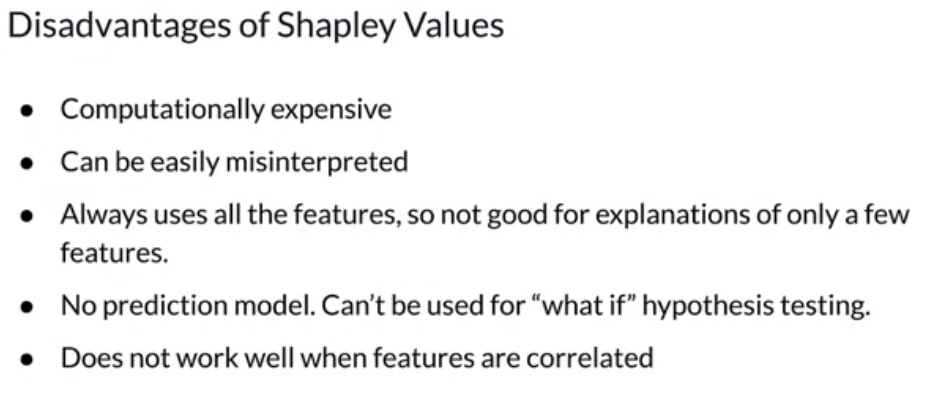 Disadvantages of Shapley Values
● Computationally expensive
● Can be easily misinterpreted
● Always uses all the features, so not good for explanations of only a few
features.
● No prediction model. Can’t be used for “what if” hypothesis testing.
● Does not work well when features are correlated